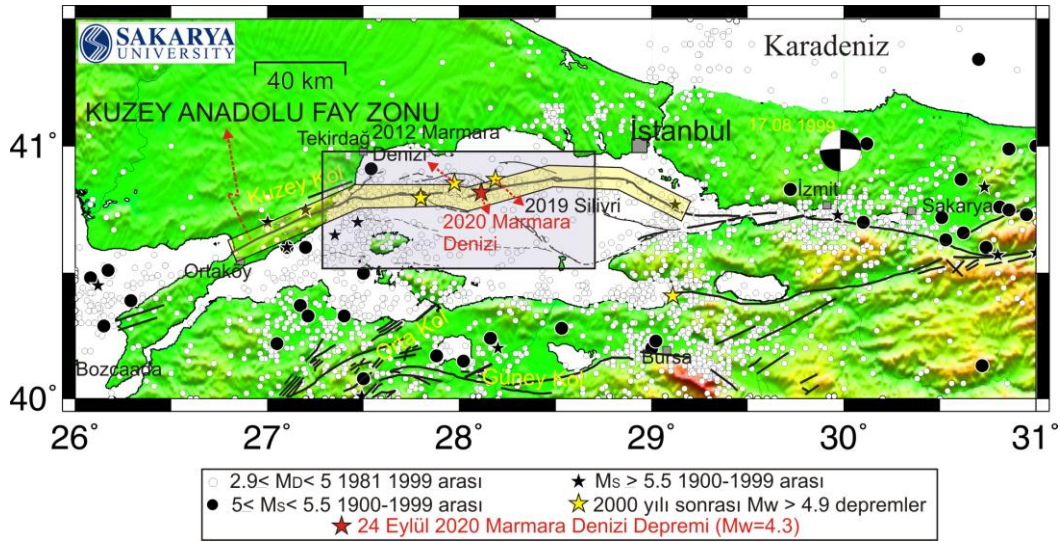 SAKARYA
UNIVERSITY
Karadeniz
40 km
KUZEY ANADOLU FAY ZONU
Tekirdağ
2012 Marmara
Denizi
İstanbul
17.08.1999
41°
Kuzey Kol
İzmit
2019 Silivri
Sakarya
2020 Marmara
Denizi
Ortaköy
Orta Kol
Bursa
Bozcaada
Güney Kol
40°
26° 27° 28° 29° 30° 31°
2.9< MD< 5 1981 1999 arası
Ms > 5.5 1900-1999 arası
5< Ms< 5.5 1900-1999 arası
2000 yılı sonrası Mw > 4.9 depremler
24 Eylül 2020 Marmara Denizi Depremi (Mw=4.3)